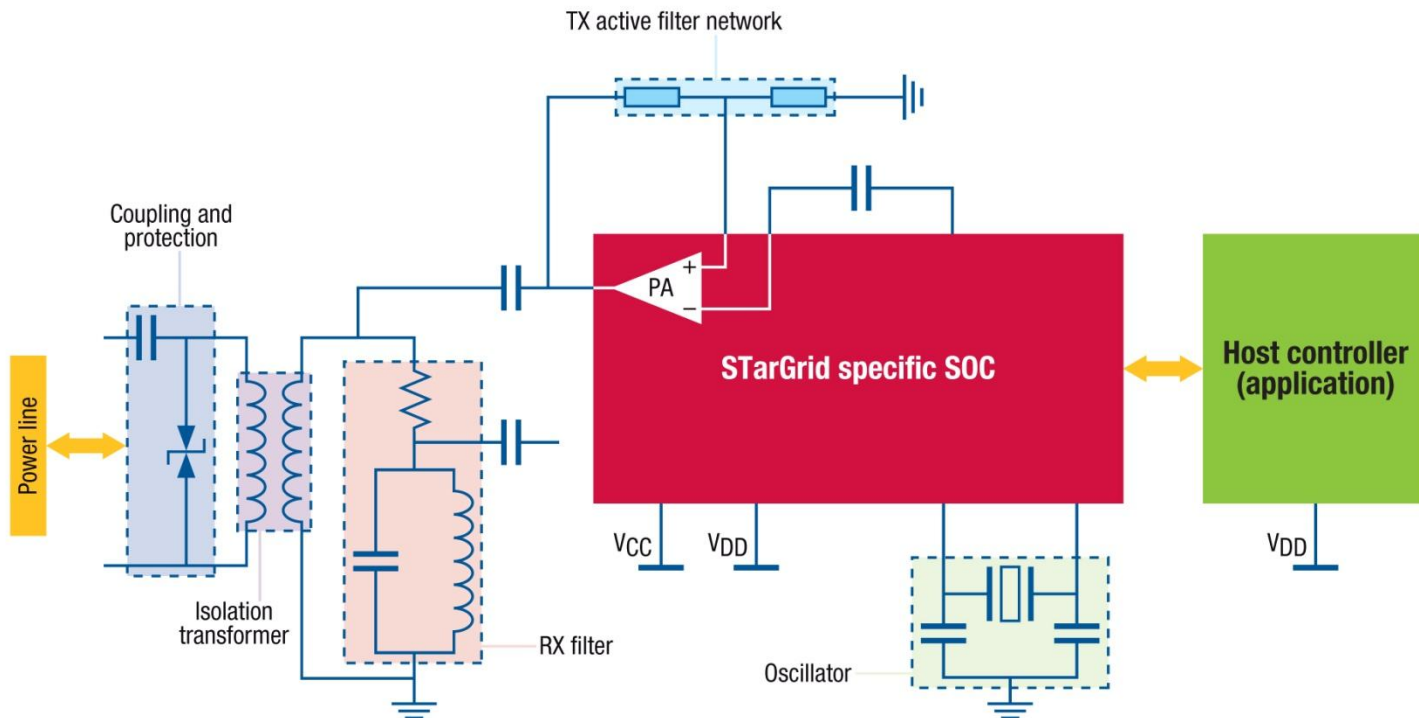 TX active filter network
Coupling and
protection
PA
+
−
STarGrid specific SOC
Host controller
(application)
Power line
VCC
VDD
VDD
Isolation
transformer
RX filter
Oscillator